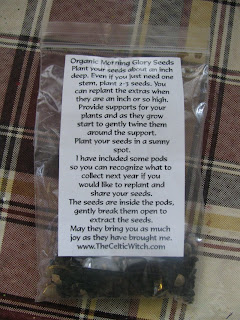 Organic Morning Glory Seeds
Plant your seeds about an inch
deep. Even if you just need one
stem, plant 2-3 seeds. You
can replant the extras when
they are an inch or so high.
Provide supports for your
plants and as they grow
start to gently twine them
around the support.
Plant your seeds in a sunny
spot.
I have included some pods
so you can recognize what to
collect next year if you
would like to replant and
share your seeds.
The seeds are inside the pods,
gently break them open to
extract the seeds.
May they bring you as much
joy as they have brought me.
www.TheCelticWitch.com